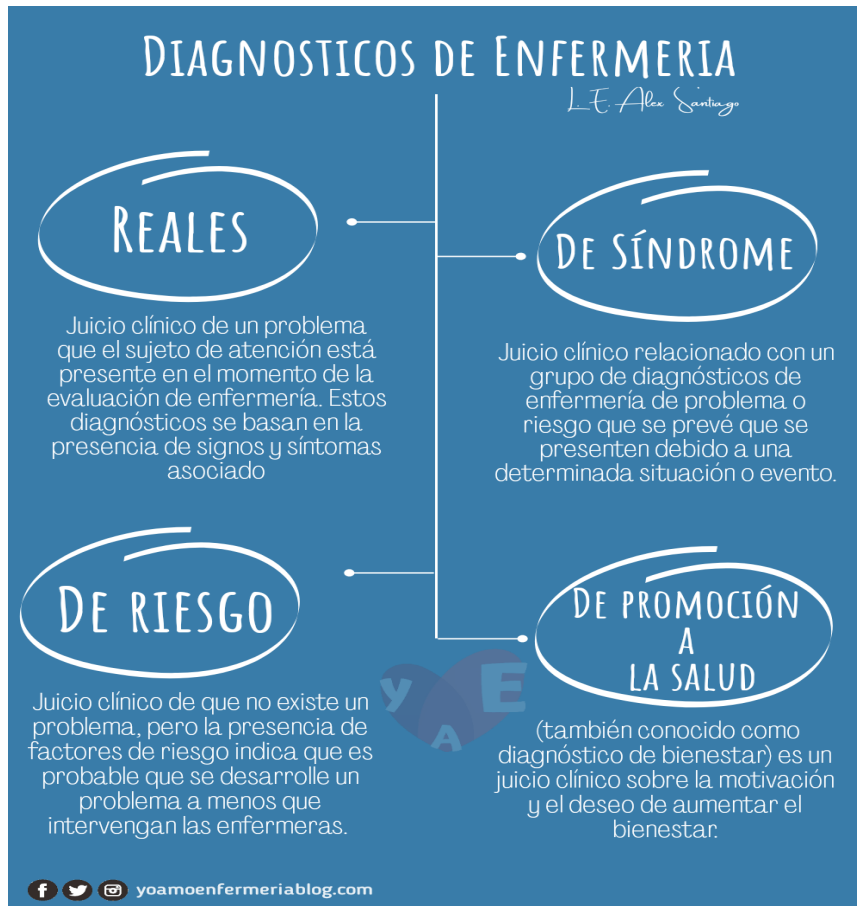 DIAGNOSTICOS DE ENFERMERIA
L. E. Alex Santiago
REALES
Juicio clínico de un problema
que el sujeto de atención está
presente en el momento de la
evaluación de enfermería. Estos
diagnósticos se basan en la
presencia de signos y síntomas
asociado
DE SÍNDROME
Juicio clínico relacionado con un
grupo de diagnósticos de
enfermería de problema o
riesgo que se prevé que se
presenten debido a una
determinada situación o evento.
DE RIESGO
Juicio clínico de que no existe un
problema, pero la presencia de
factores de riesgo indica que es
probable que se desarrolle un
problema a menos que
intervengan las enfermeras.
DE PROMOCIÓN
A
LA SALUD
(también conocido como
diagnóstico de bienestar) es un
juicio clínico sobre la motivación
y el deseo de aumentar el
bienestar.
y A E
yoamoenfermeriablog.com